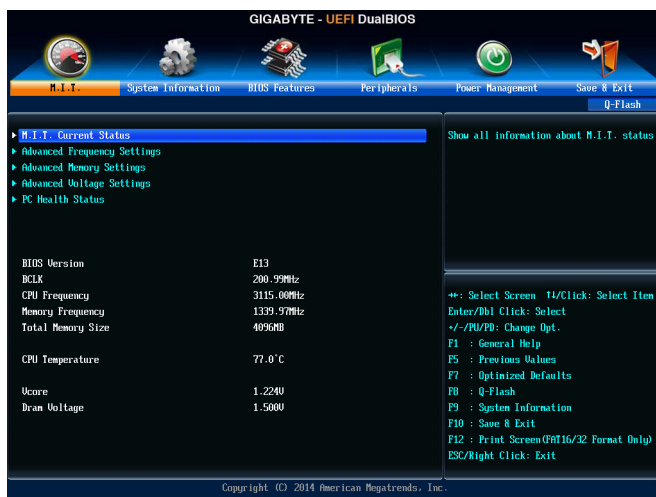 GIGABYTE - UEFI DualBIOS
M.I.T.
System Information
BIOS Features
Peripherals
Power Management
Save & Exit
Q-Flash
M.I.T. Current Status
Advanced Frequency Settings
Advanced Memory Settings
Advanced Voltage Settings
PC Health Status
BIOS Version E13
BCLK 200.99MHz
CPU Frequency 3115.00MHz
Memory Frequency 1339.97MHz
Total Memory Size 4096MB
CPU Temperature 77.0°C
Vcore 1.224V
Dram Voltage 1.500V
Show all information about M.I.T. status
→←: Select Screen ↑↓/Click: Select Item
Enter/Dbl Click: Select
+/-/PU/PD: Change Opt.
F1 : General Help
F5 : Previous Values
F7 : Optimized Defaults
F8 : Q-Flash
F9 : System Information
F10 : Save & Exit
F12 : Print Screen(FAT16/32 Format Only)
ESC/Right Click: Exit
Copyright (C) 2014 American Megatrends, Inc.